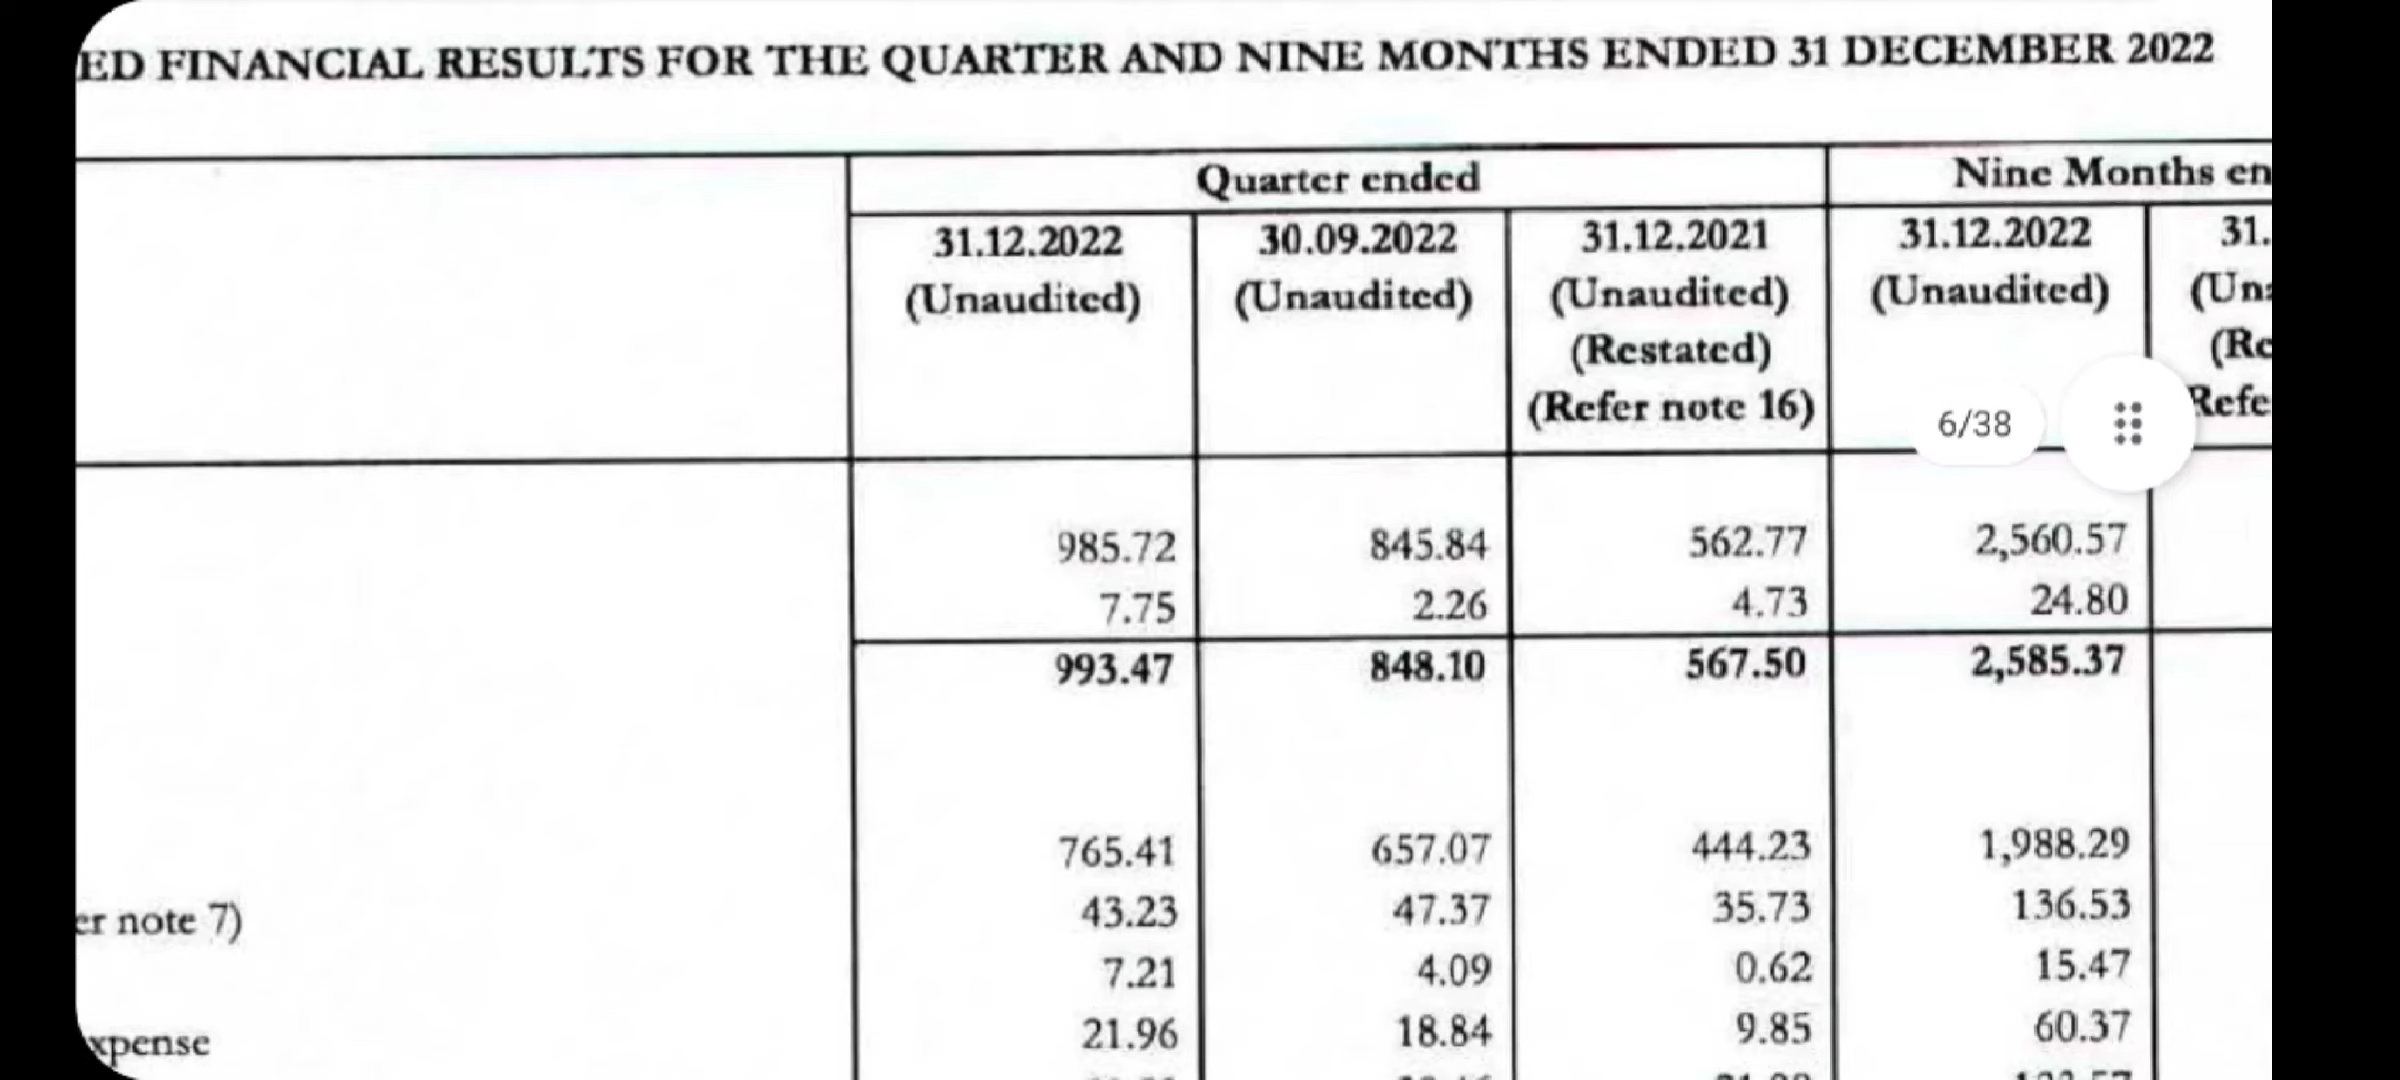 ED FINANCIAL RESULTS FOR THE QUARTER AND NINE MONTHS ENDED 31 DECEMBER 2022
Quarter ended Nine Months en
31.12.2022 30.09.2022 31.12.2021 31.12.2022 31.
(Unaudited) (Unaudited) (Unaudited) (Unaudited) (Una
(Restated) (Re
(Refer note 16) Refe
6/38
985.72 845.84 562.77 2,560.57
7.75 2.26 4.73 24.80
993.47 848.10 567.50 2,585.37
765.41 657.07 444.23 1,988.29
er note 7) 43.23 47.37 35.73 136.53
7.21 4.09 0.62 15.47
xpense 21.96 18.84 9.85 60.37